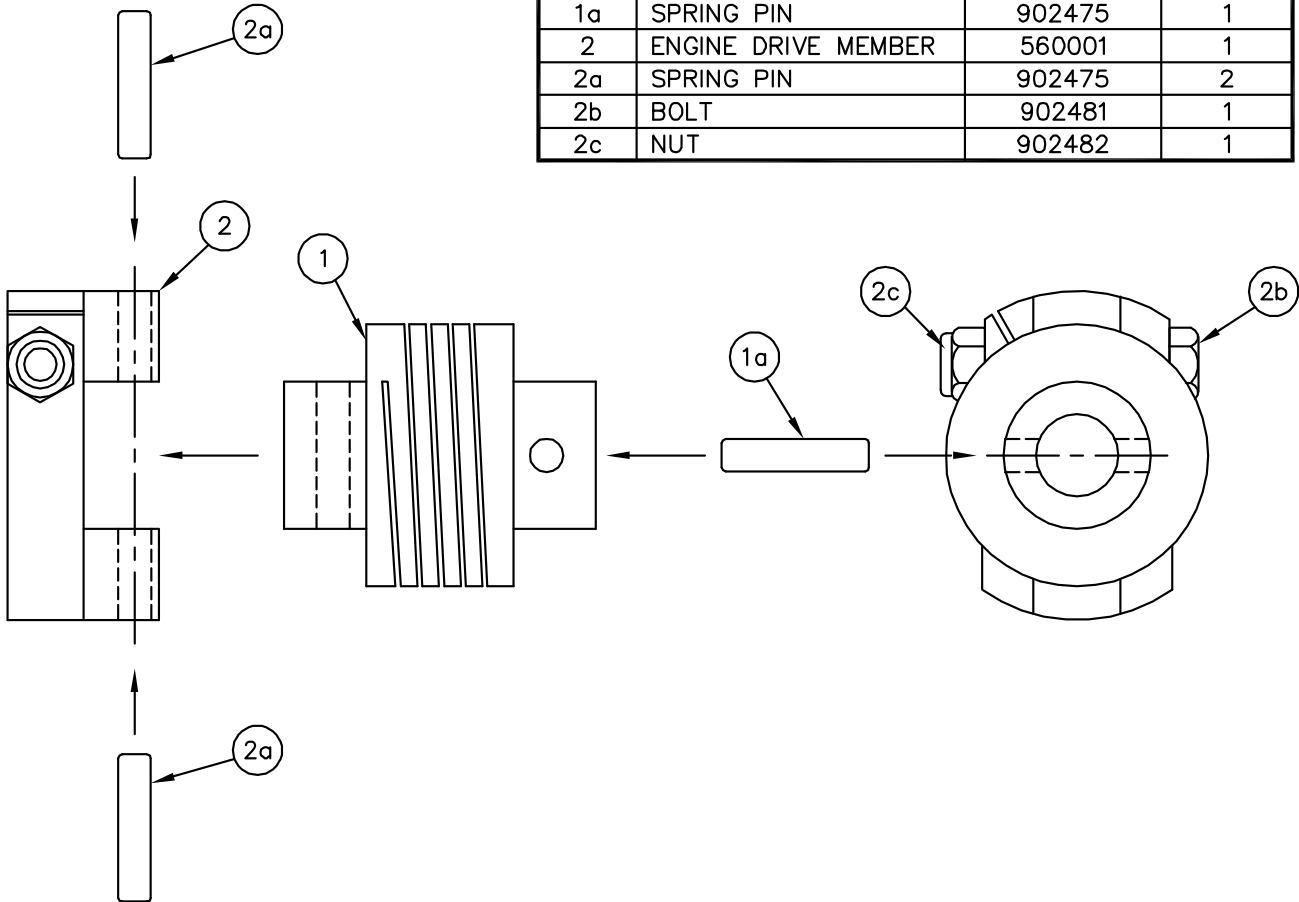 1a SPRING PIN 902475 1
2 ENGINE DRIVE MEMBER 560001 1
2a SPRING PIN 902475 2
2b BOLT 902481 1
2c NUT 902482 1
2a
2
1
2c
2b
1a
2a